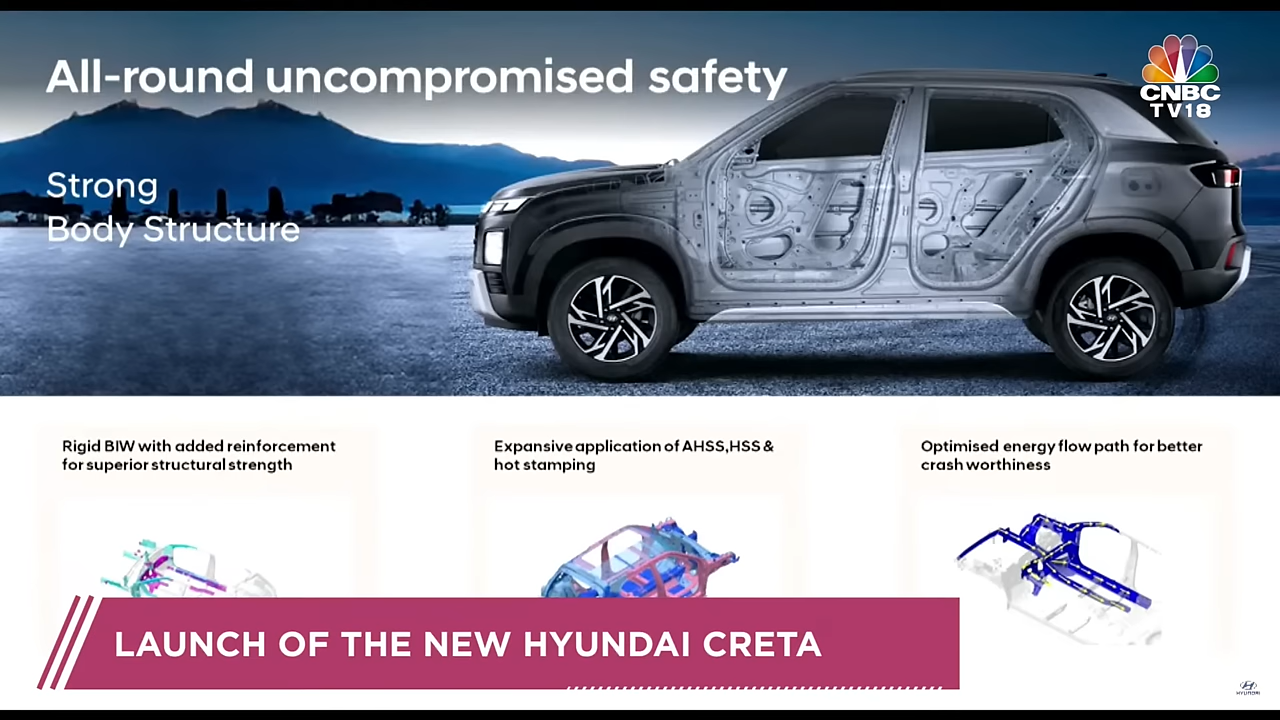 All-round uncompromised safety
CNBC
TV18
Strong
Body Structure
Rigid BIW with added reinforcement
for superior structural strength
Expansive application of AHSS,HSS &
hot stamping
Optimised energy flow path for better
crash worthiness
LAUNCH OF THE NEW HYUNDAI CRETA
HYUNDAI